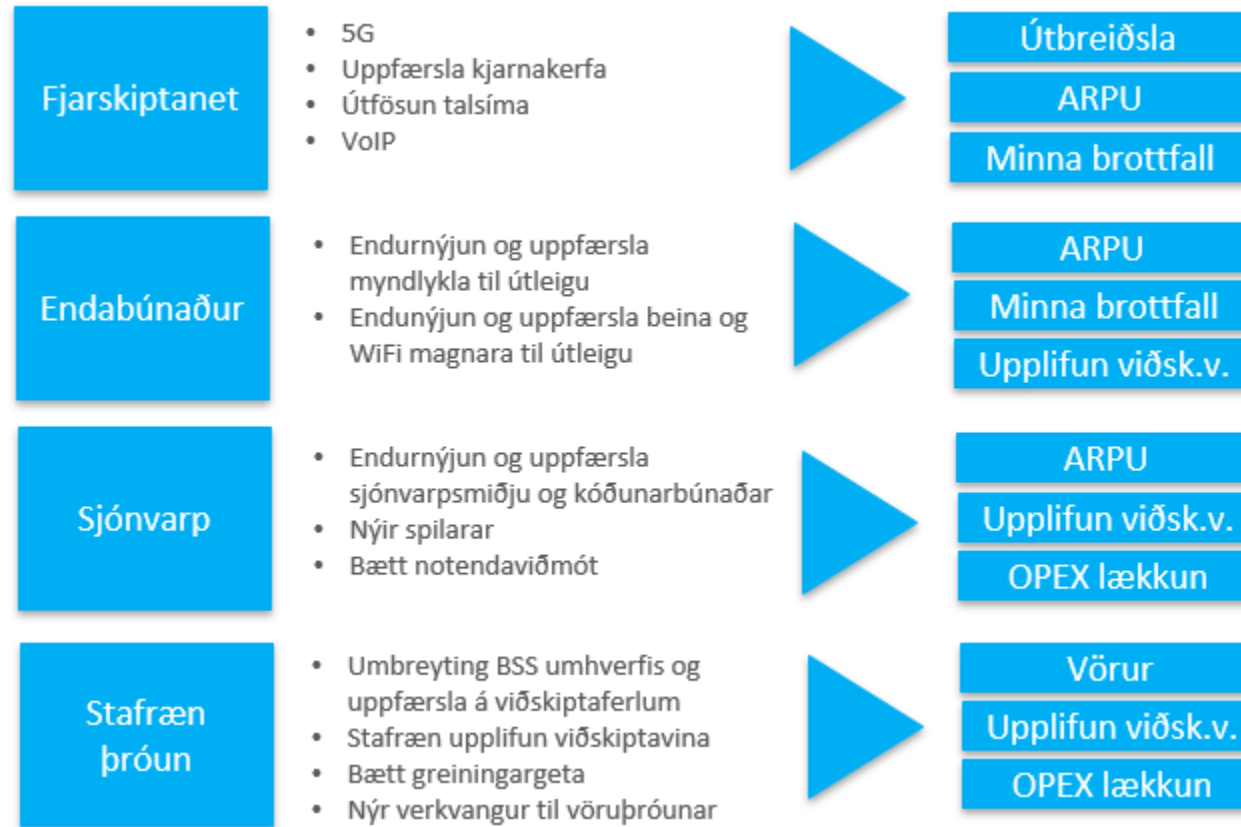 Fjarskiptanet
• 5G
• Uppfærsla kjarnakerfa
• Útfösun talsíma
• VoIP
Útbreiðsla
ARPU
Minna brottfall
Endabúnaður
• Endurnýjun og uppfærsla
myndlykla til útleigu
• Endunýjun og uppfærsla beina og
WiFi magnara til útleigu
ARPU
Minna brottfall
Upplifun viðsk.v.
Sjónvarp
• Endurnýjun og uppfærsla
sjónvarpsmiðju og kóðunarbúnaðar
• Nýir spilarar
• Bætt notendaviðmót
ARPU
Upplifun viðsk.v.
OPEX lækkun
Stafræn
þróun
• Umbreyting BSS umhverfis og
uppfærsla á viðskiptaferlum
• Stafræn upplifun viðskiptavina
• Bætt greiningargeta
• Nýr verkvangur til vöruþróunar
Vörur
Upplifun viðsk.v.
OPEX lækkun